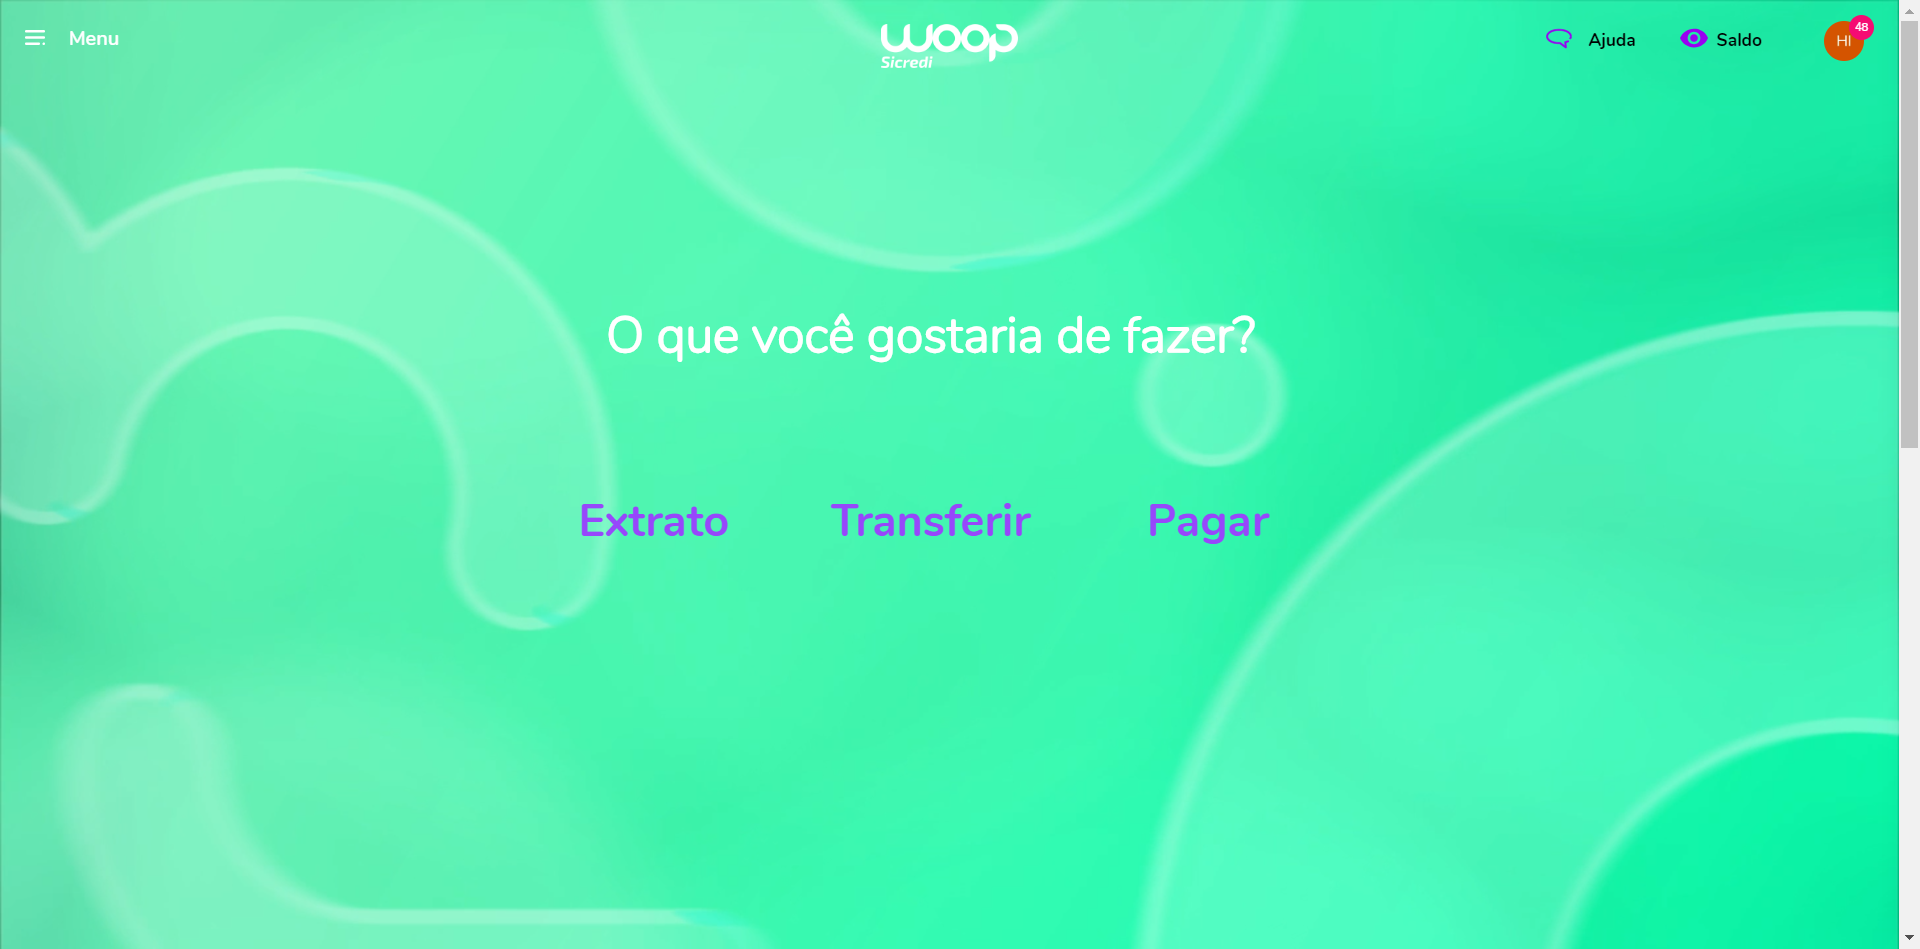 Menu
woop
Sicredi
Ajuda
Saldo
HI
48
O que você gostaria de fazer?
Extrato
Transferir
Pagar